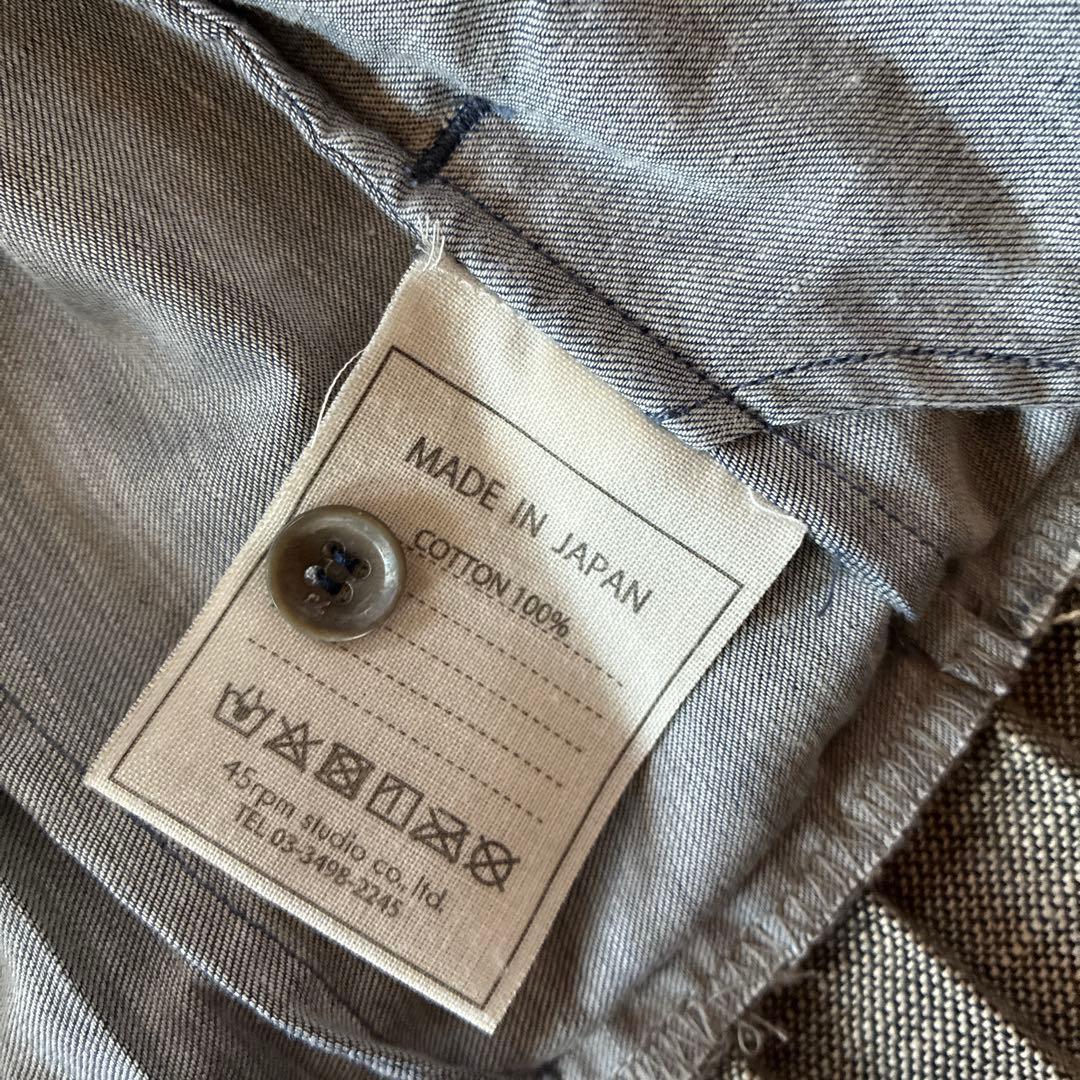 MADE IN JAPAN
COTTON 100%
45rpm studio co., ltd.
TEL 03-3498-2245